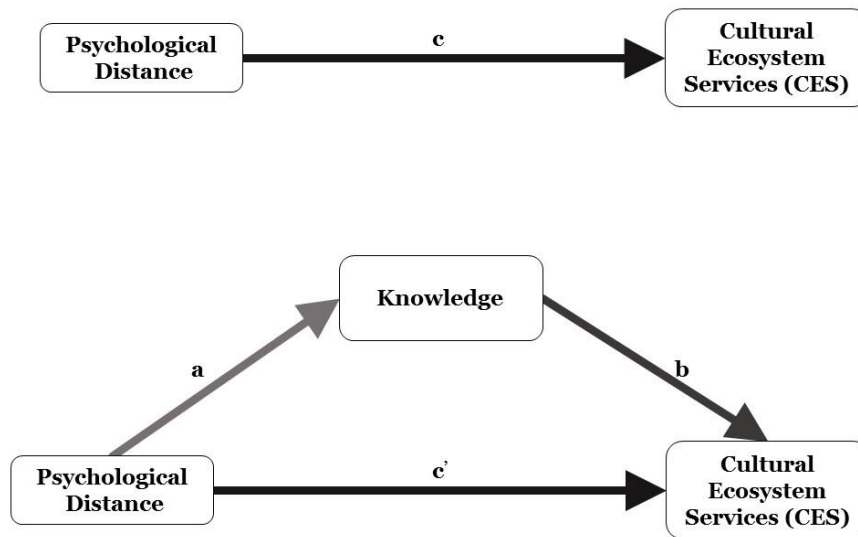 Psychological
Distance
c
Cultural
Ecosystem
Services (CES)
Knowledge
a
b
Psychological
Distance
c’
Cultural
Ecosystem
Services (CES)